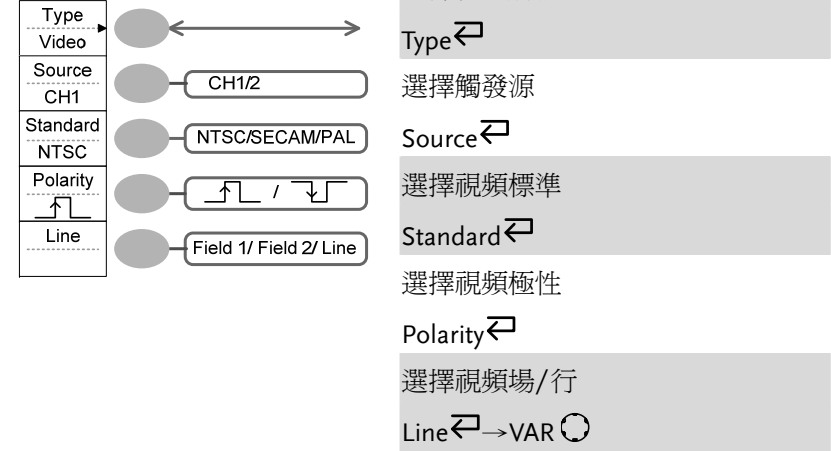 Type
Video
Source
CH1
CH1/2
Standard
NTSC
NTSC/SECAM/PAL
Polarity
/
Line
Field 1/ Field 2/ Line
Type
選擇觸發源
Source
選擇視頻標準
Standard
選擇視頻極性
Polarity
選擇視頻場/行
Line→VAR